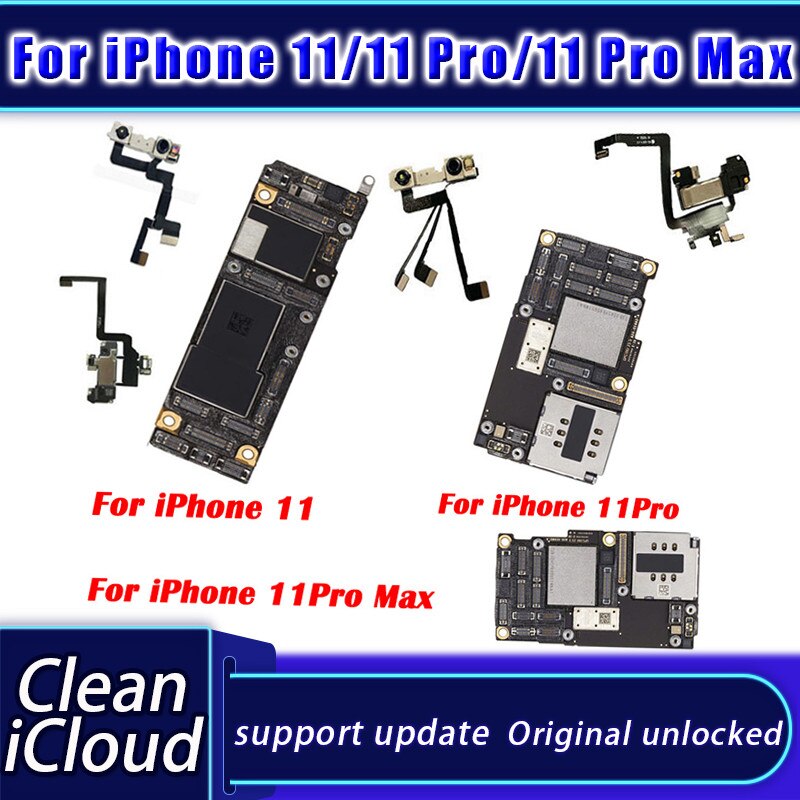 For iPhone 11/11 Pro/11 Pro Max
For iPhone 11
For iPhone 11Pro
For iPhone 11Pro Max
Clean
iCloud
support update Original unlocked